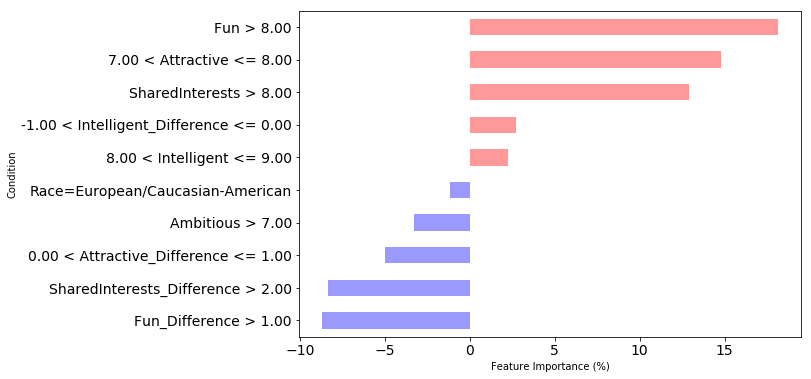 Fun > 8.00
7.00 < Attractive <= 8.00
SharedInterests > 8.00
-1.00 < Intelligent_Difference <= 0.00
8.00 < Intelligent <= 9.00
Race=European/Caucasian-American
Ambitious > 7.00
0.00 < Attractive_Difference <= 1.00
SharedInterests_Difference > 2.00
Fun_Difference > 1.00
Condition
−10 −5 0 5 10 15
Feature Importance (%)